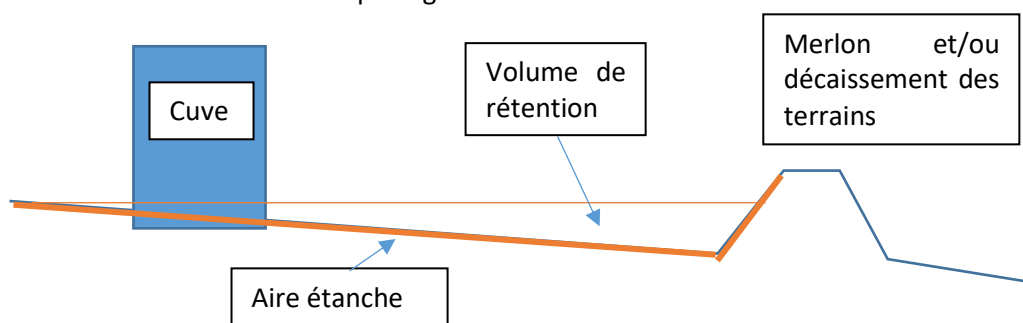 Merlon et/ou
décaissement des
terrains
Volume de
rétention
Cuve
Aire étanche